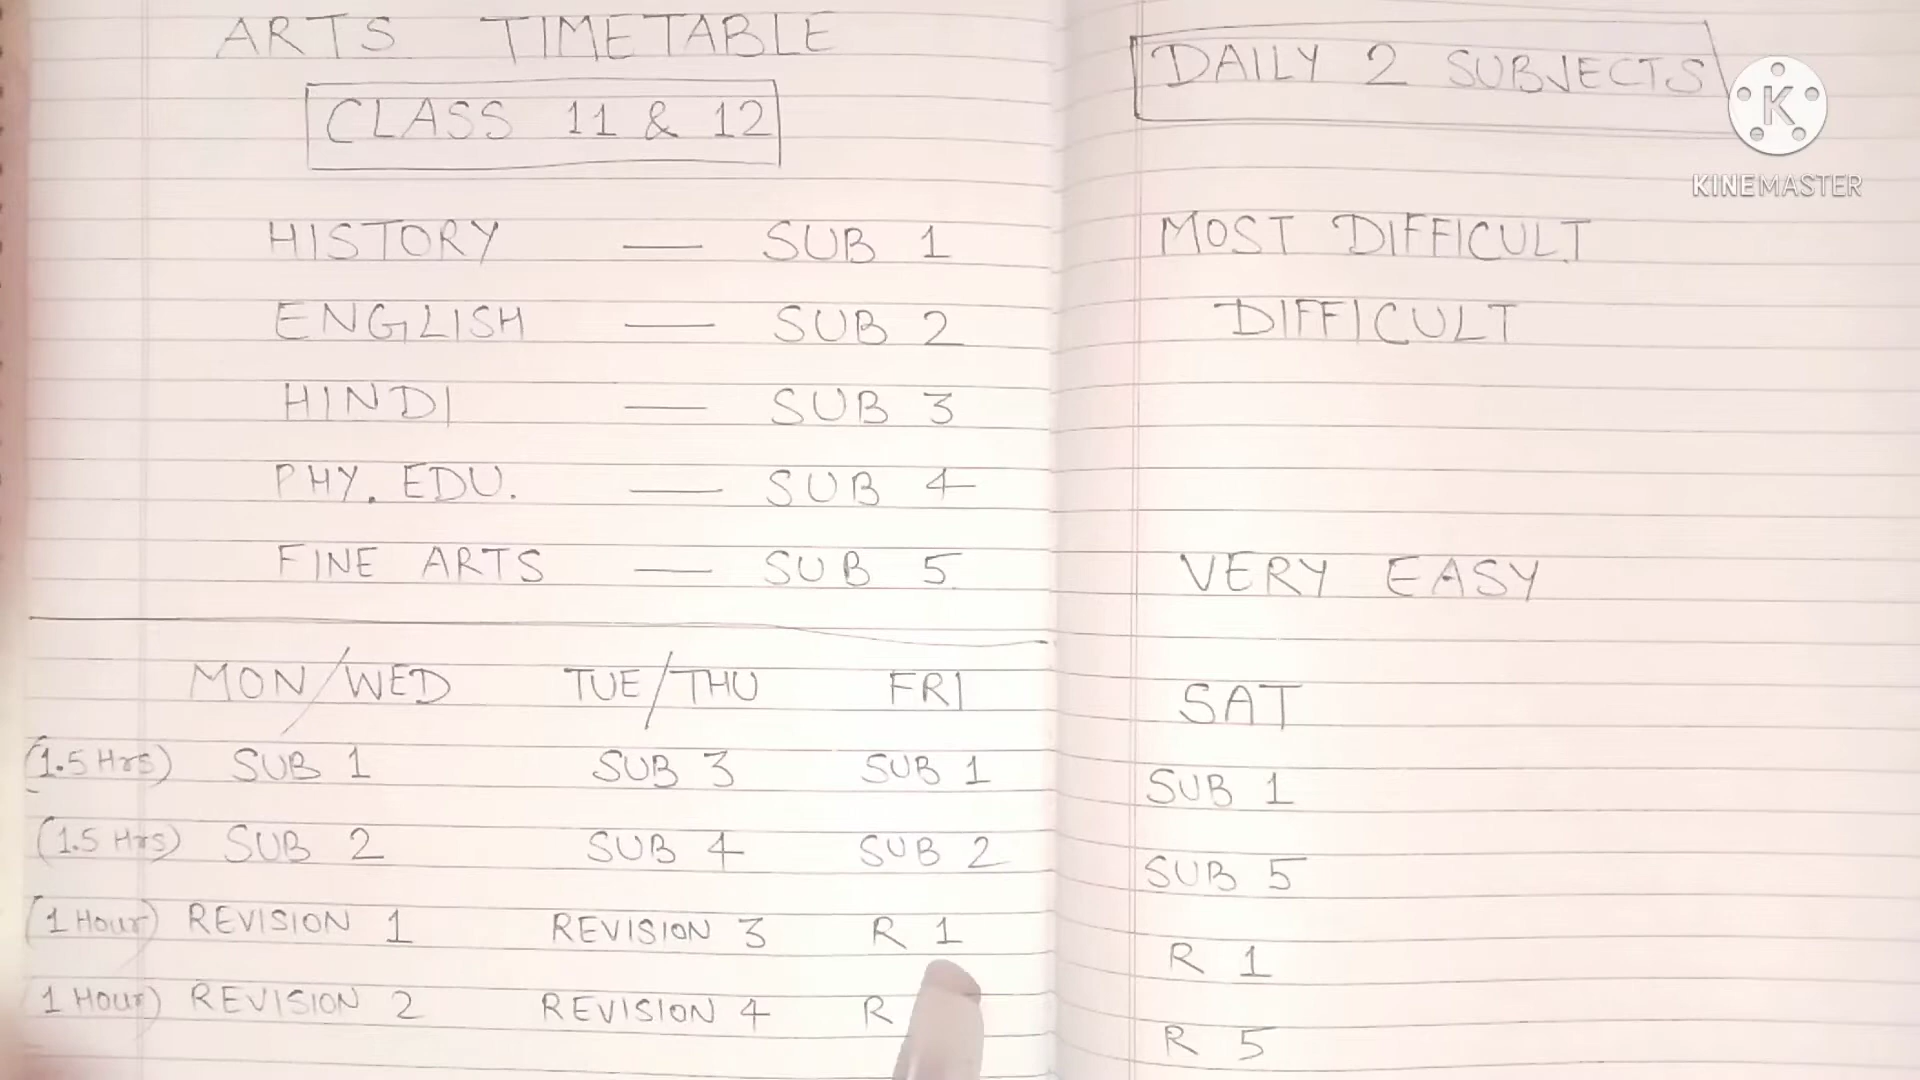 ARTS TIMETABLE
CLASS 11 & 12
HISTORY — SUB 1
ENGLISH — SUB 2
HINDI — SUB 3
PHY. EDU. — SUB 4
FINE ARTS — SUB 5
MON/WED TUE/THU FRI
(1.5 Hrs) SUB 1 SUB 3 SUB 1
(1.5 Hrs) SUB 2 SUB 4 SUB 2
(1 Hour) REVISION 1 REVISION 3 R 1
(1 Hour) REVISION 2 REVISION 4 R
DAILY 2 SUBJECTS
K
KINEMASTER
MOST DIFFICULT
DIFFICULT
VERY EASY
SAT
SUB 1
SUB 5
R 1
R 5